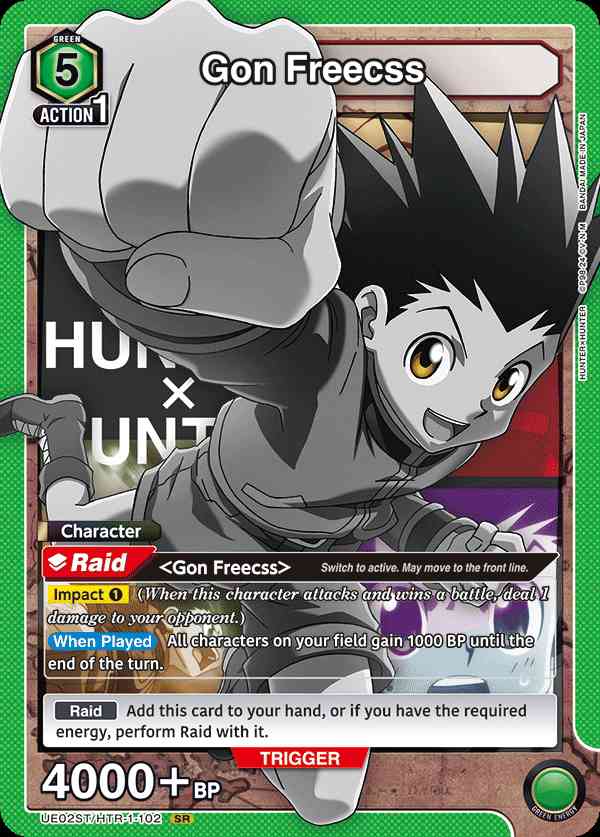 GREEN
5
ACTION 1
Gon Freecss
HUN
×
UNT
HUNTER×HUNTER ©P98-24 ©V・N・M BANDAI MADE IN JAPAN
Character
Raid <Gon Freecss> Switch to active. May move to the front line.
Impact 1 (When this character attacks and wins a battle, deal 1
damage to your opponent.)
When Played All characters on your field gain 1000 BP until the
end of the turn.
Raid Add this card to your hand, or if you have the required
energy, perform Raid with it.
TRIGGER
4000+ BP
UE02ST/HTR-1-102 SR
GREEN ENERGY